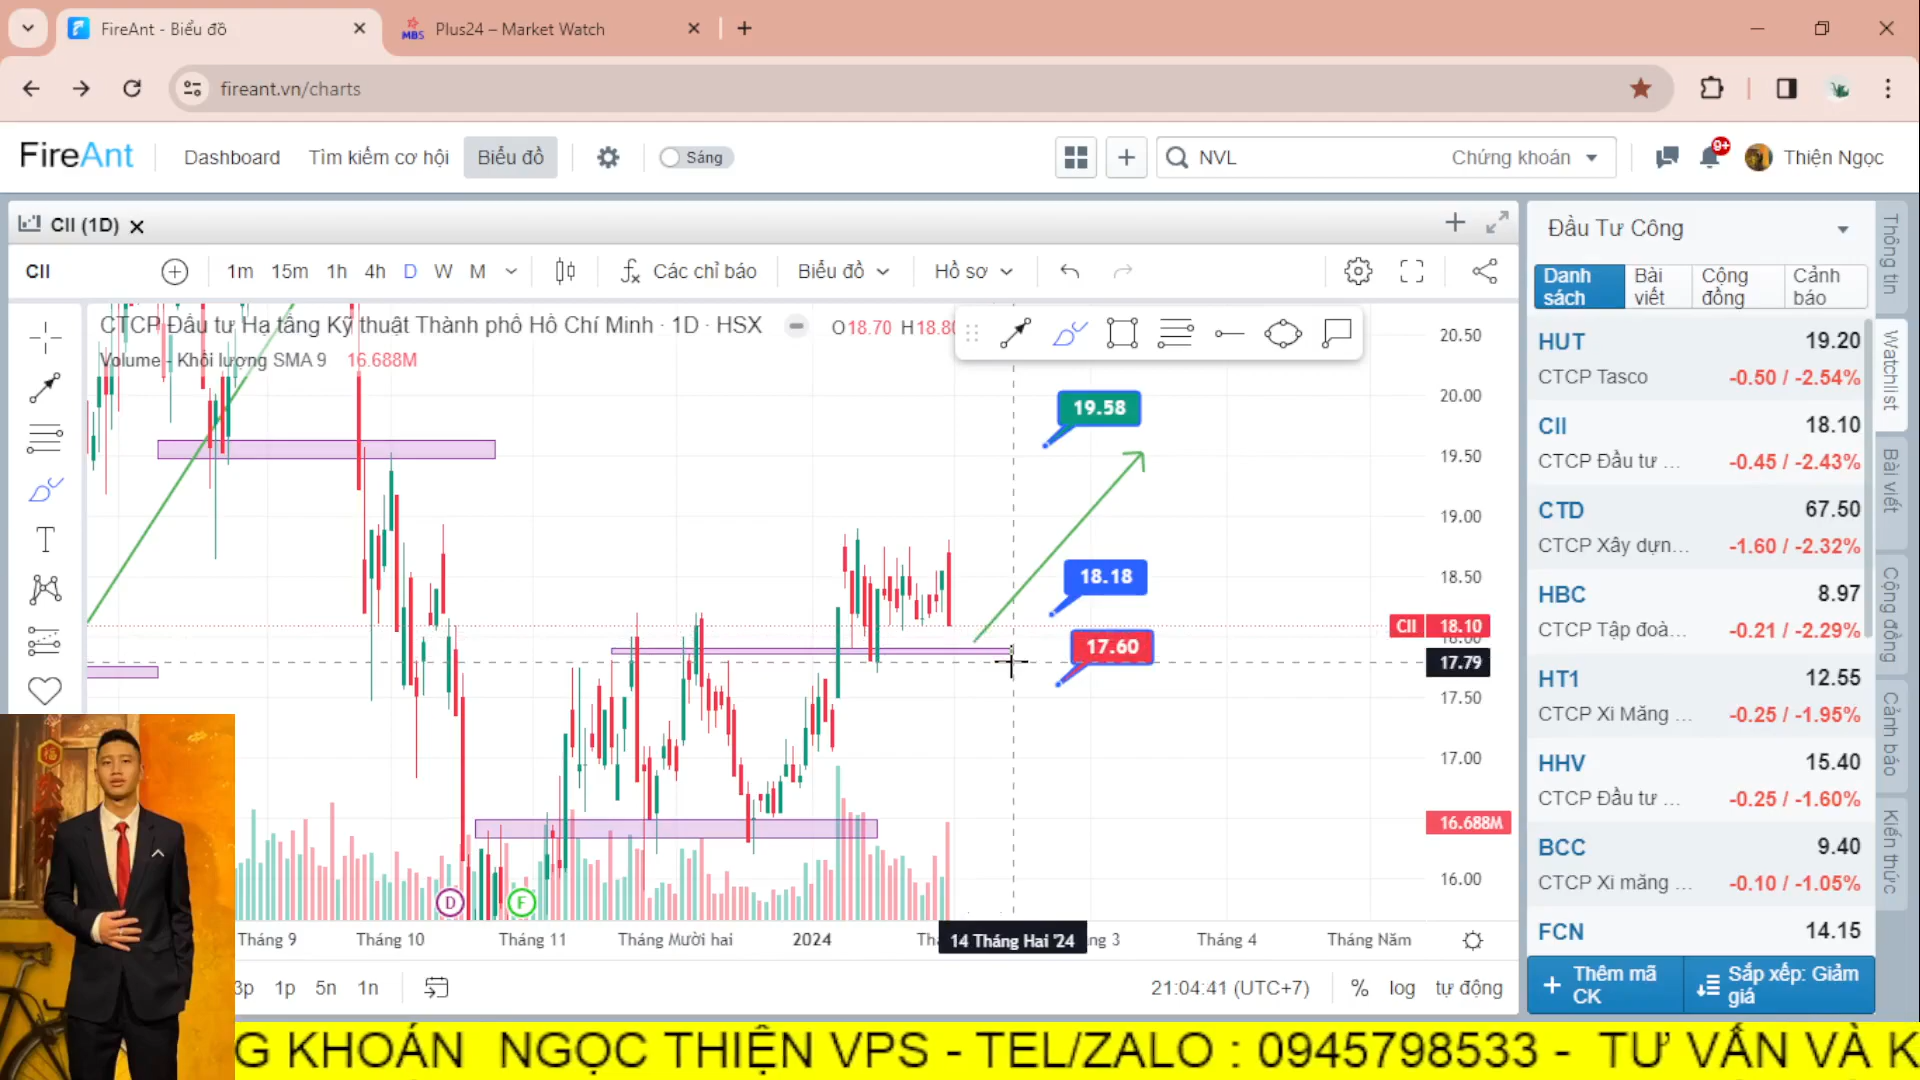 FireAnt - Biểu đồ
MBS Plus24 – Market Watch
fireant.vn/charts
FireAnt Dashboard Tìm kiếm cơ hội Biểu đồ Sáng NVL Chứng khoán 9+ Thiện Ngọc
CII (1D)
CII 1m 15m 1h 4h D W M Các chỉ báo Biểu đồ Hồ sơ
CTCP Đầu tư Hạ tầng Kỹ thuật Thành phố Hồ Chí Minh · 1D · HSX O18.70 H18.80
Volume - Khối lượng SMA 9 16.688M
19.58
18.18
17.60
20.50
20.00
19.50
19.00
18.50
CII 18.10
18.00
17.79
17.50
17.00
16.688M
16.00
D F
Tháng 9 Tháng 10 Tháng 11 Tháng Mười hai 2024 14 Tháng Hai '24 Tháng 4 Tháng Năm
3p 1p 5n 1n 21:04:41 (UTC+7) % log tự động
Đầu Tư Công
Danh sách Bài viết Cộng đồng Cảnh báo
HUT 19.20
CTCP Tasco -0.50 / -2.54%
CII 18.10
CTCP Đầu tư ... -0.45 / -2.43%
CTD 67.50
CTCP Xây dựn... -1.60 / -2.32%
HBC 8.97
CTCP Tập đoà... -0.21 / -2.29%
HT1 12.55
CTCP Xi Măng ... -0.25 / -1.95%
HHV 15.40
CTCP Đầu tư ... -0.25 / -1.60%
BCC 9.40
CTCP Xi măng ... -0.10 / -1.05%
FCN 14.15
Thêm mã CK Sắp xếp: Giảm giá
Thông tin
Watchlist
Bài viết
Cộng đồng
Cảnh báo
Kiến thức
G KHOÁN NGỌC THIỆN VPS - TEL/ZALO : 0945798533 - TƯ VẤN VÀ K